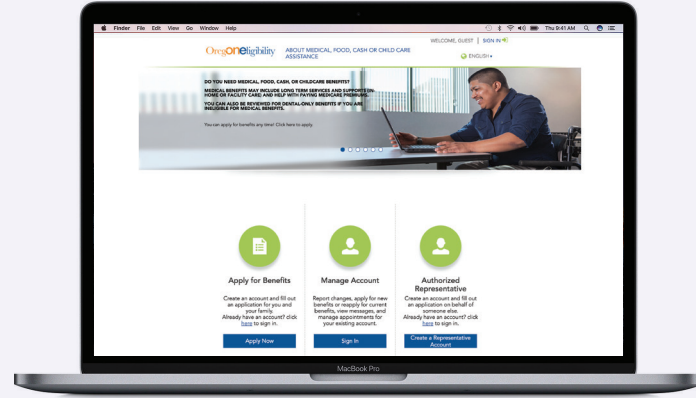 Finder File Edit View Go Window Help
Thu 9:41 AM
WELCOME, GUEST | SIGN IN
OregONEligibility
ABOUT MEDICAL, FOOD, CASH OR CHILD CARE
ASSISTANCE
ENGLISH
DO YOU NEED MEDICAL, FOOD, CASH, OR CHILDCARE BENEFITS?
MEDICAL BENEFITS MAY INCLUDE LONG TERM SERVICES AND SUPPORTS (IN-
HOME OR FACILITY CARE) AND HELP WITH PAYING MEDICARE PREMIUMS.
YOU CAN ALSO BE REVIEWED FOR DENTAL-ONLY BENEFITS IF YOU ARE
INELIGIBLE FOR MEDICAL BENEFITS.
You can apply for benefits any time! Click here to apply.
Apply for Benefits
Create an account and fill out
an application for you and
your family.
Already have an account? click
here to sign in.
Apply Now
Manage Account
Report changes, apply for new
benefits or reapply for current
benefits, view messages, and
manage appointments for
your existing account.
Sign In
Authorized
Representative
Create an account and fill out
an application on behalf of
someone else.
Already have an account? click
here to sign in.
Create a Representative
Account
MacBook Pro